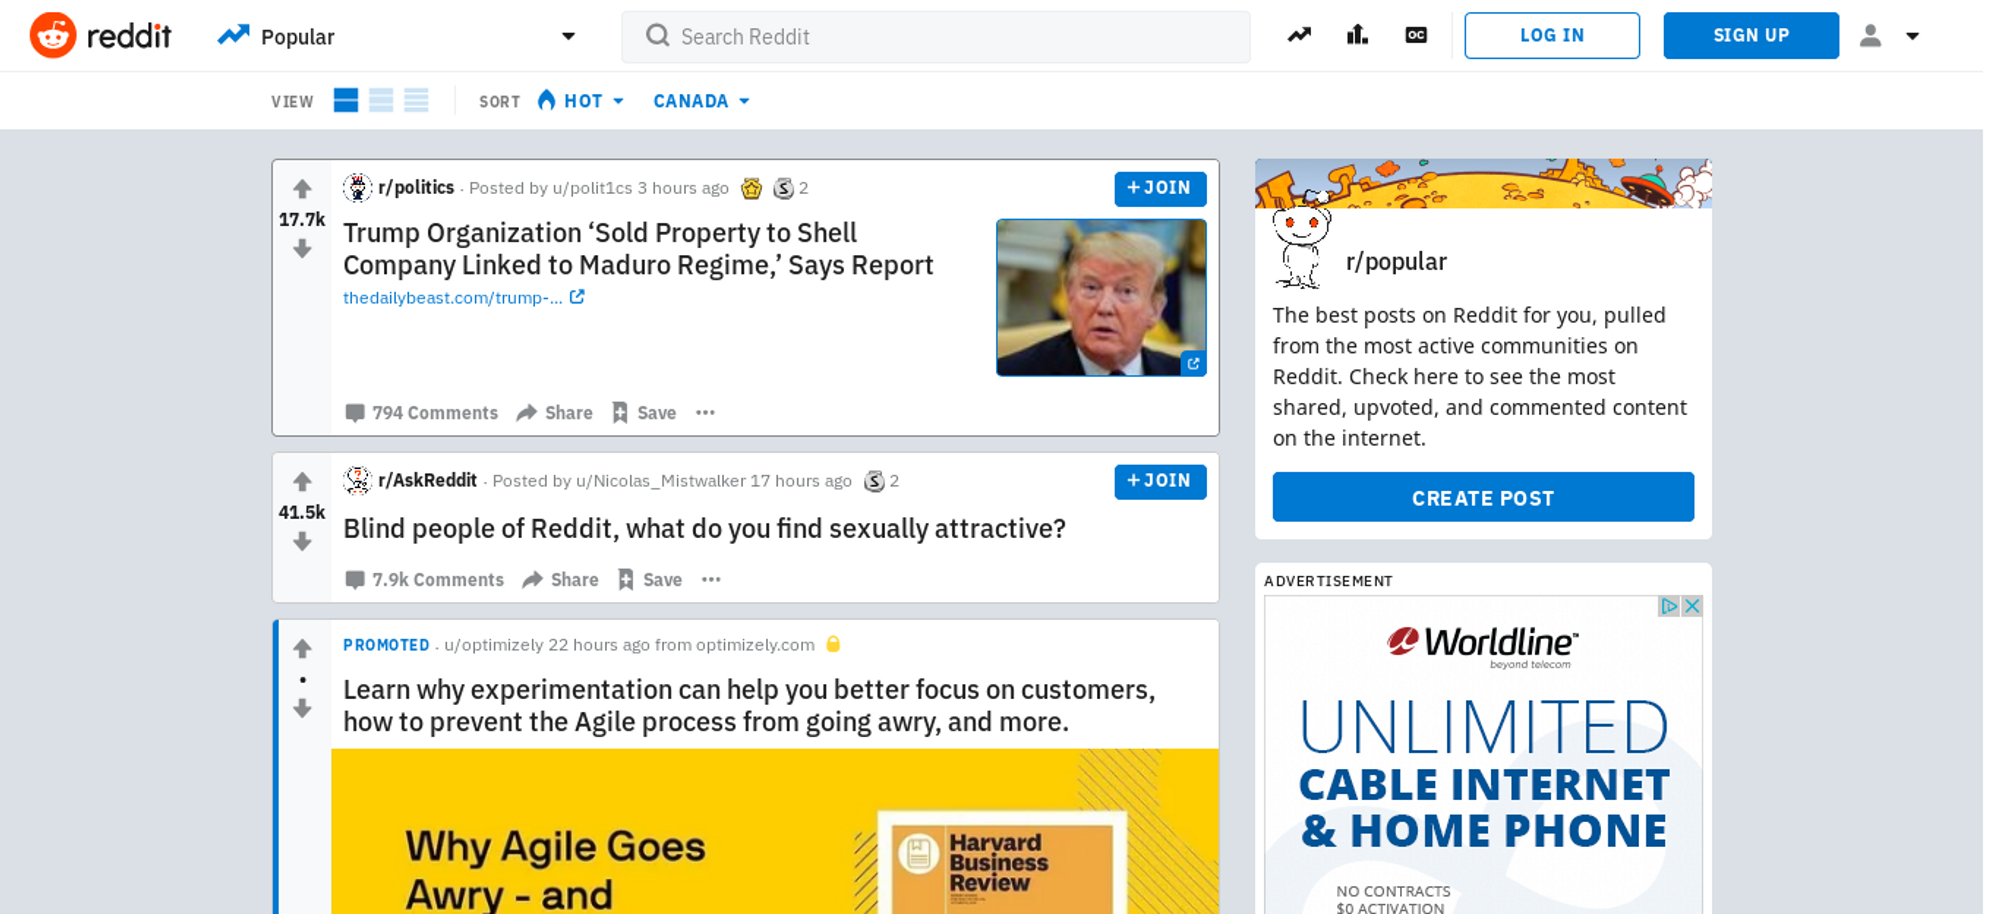 reddit
Popular
Search Reddit
OC
LOG IN
SIGN UP
VIEW
SORT
HOT
CANADA
r/politics · Posted by u/polit1cs 3 hours ago S 2
+ JOIN
17.7k
Trump Organization ‘Sold Property to Shell
Company Linked to Maduro Regime,’ Says Report
thedailybeast.com/trump-...
794 Comments
Share
Save
r/AskReddit · Posted by u/Nicolas_Mistwalker 17 hours ago S 2
+ JOIN
41.5k
Blind people of Reddit, what do you find sexually attractive?
7.9k Comments
Share
Save
PROMOTED · u/optimizely 22 hours ago from optimizely.com
Learn why experimentation can help you better focus on customers,
how to prevent the Agile process from going awry, and more.
Why Agile Goes
Awry - and
Harvard
Business
Review
r/popular
The best posts on Reddit for you, pulled
from the most active communities on
Reddit. Check here to see the most
shared, upvoted, and commented content
on the internet.
CREATE POST
ADVERTISEMENT
Worldline™
beyond telecom
UNLIMITED
CABLE INTERNET
& HOME PHONE
NO CONTRACTS
$0 ACTIVATION